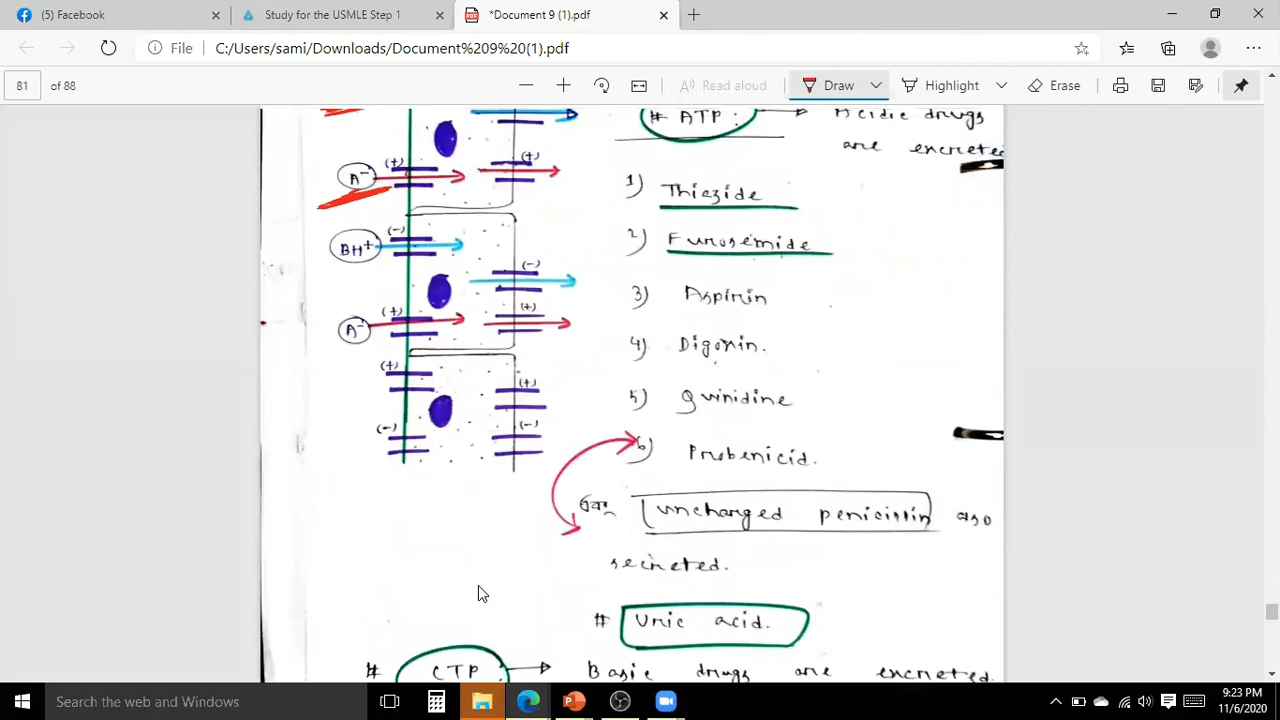 (5) Facebook
Study for the USMLE Step 1
*Document 9 (1).pdf
File
C:/Users/sami/Downloads/Document%209%20(1).pdf
81 of 88
Read aloud
Draw
Highlight
Erase
# ATP : → Acidic drugs
are excreted
1) Thiazide
2) Furosemide
3) Aspirin
4) Digoxin.
5) Quinidine
6) Probenicid.
uncharged penicillin also
secreted.
# Uric acid.
# CTP → Basic drugs are excreted.
(+)
(+)
A⁻
(-)
BH⁺
(-)
(+)
(+)
A⁻
(+)
(+)
(-)
(-)
Search the web and Windows
9:23 PM
11/6/2020